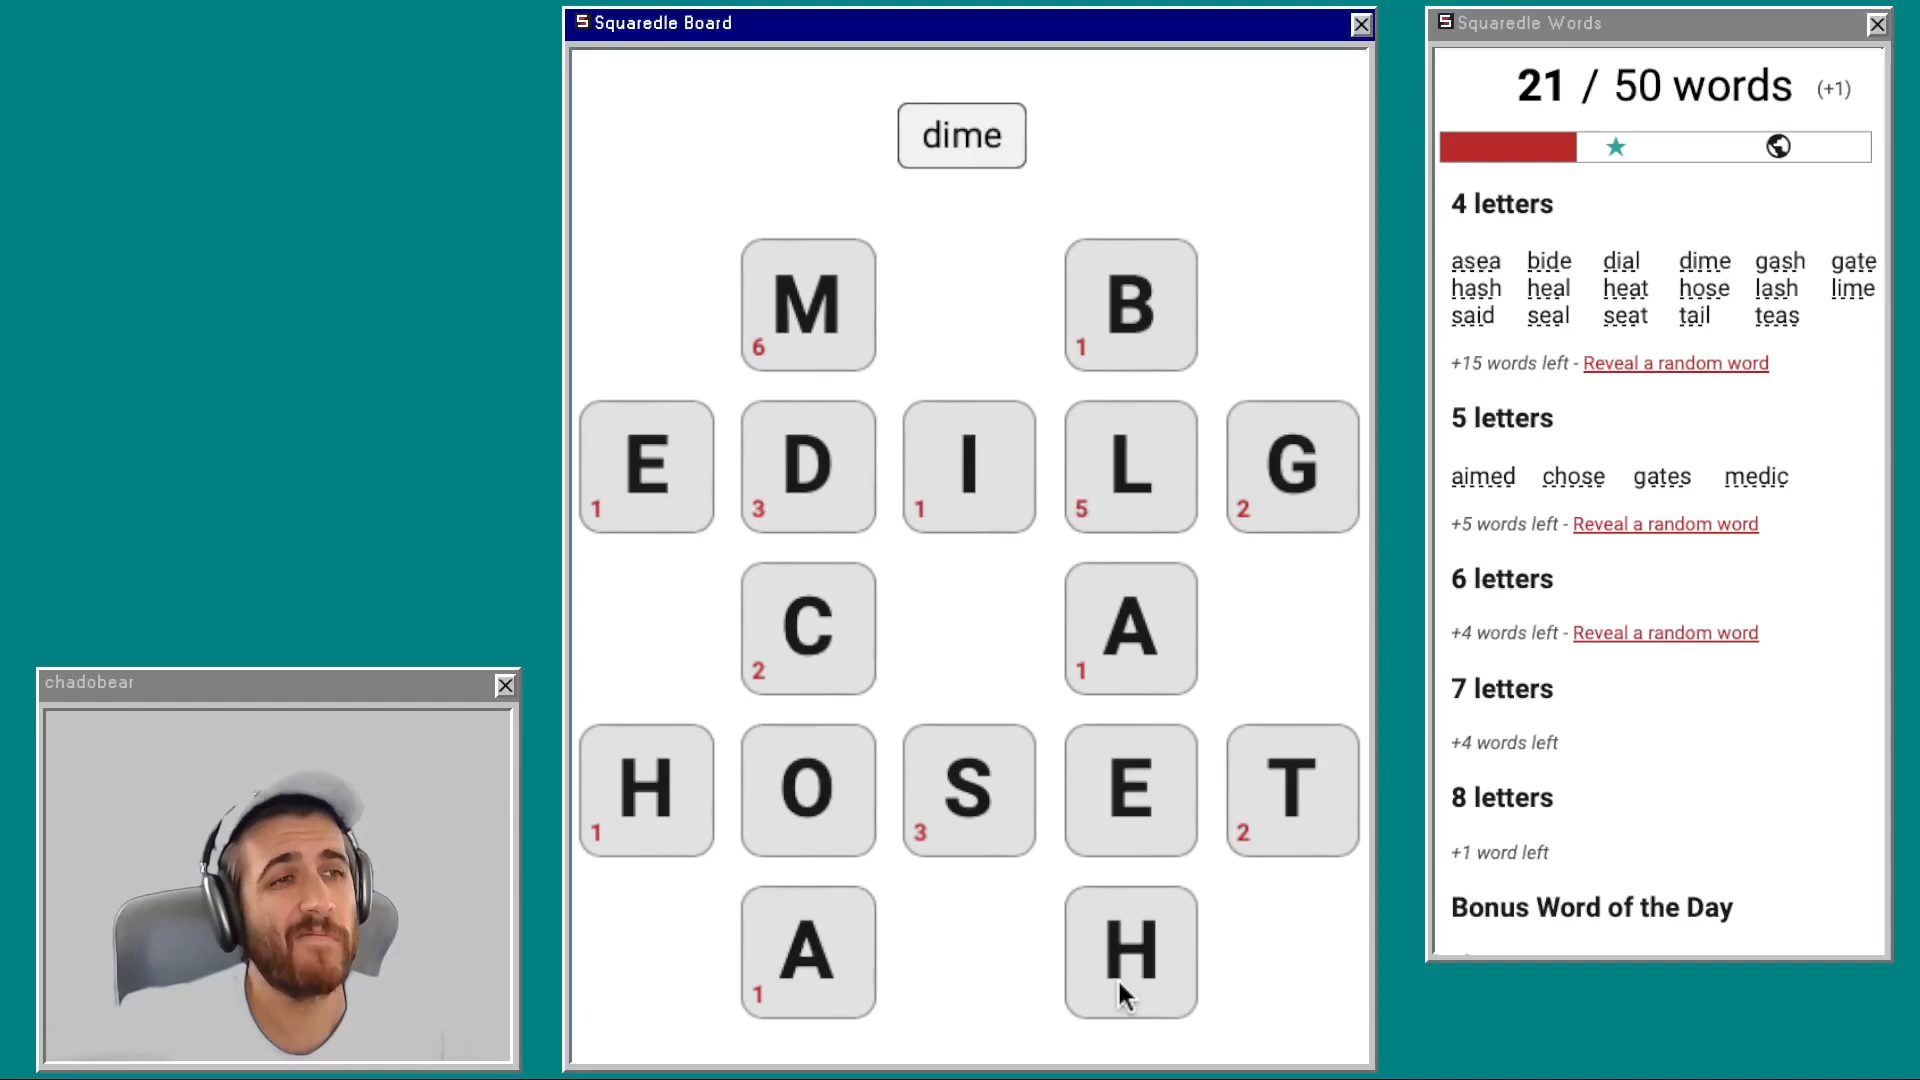 Squaredle Board
Squaredle Words
21 / 50 words (+1)
dime
4 letters
asea bide dial dime gash gate
hash heal heat hose lash lime
said seal seat tail teas
+15 words left - Reveal a random word
5 letters
aimed chose gates medic
+5 words left - Reveal a random word
6 letters
+4 words left - Reveal a random word
7 letters
+4 words left
8 letters
+1 word left
Bonus Word of the Day
M B
6 1
E D I L G
1 3 1 5 2
C A
2 1
H O S E T
1 3 2
A H
1
chadobear